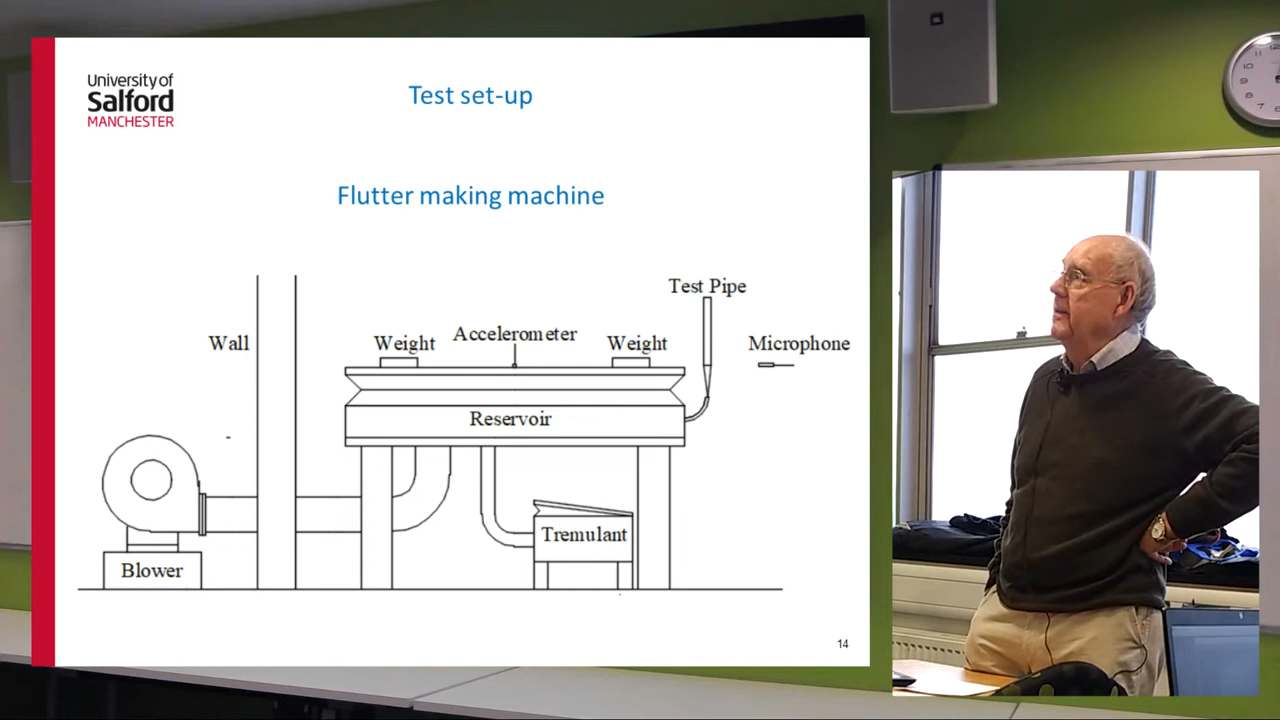 University of
Salford
MANCHESTER
Test set-up
Flutter making machine
Test Pipe
Wall
Weight
Accelerometer
Weight
Microphone
Reservoir
Tremulant
Blower
14